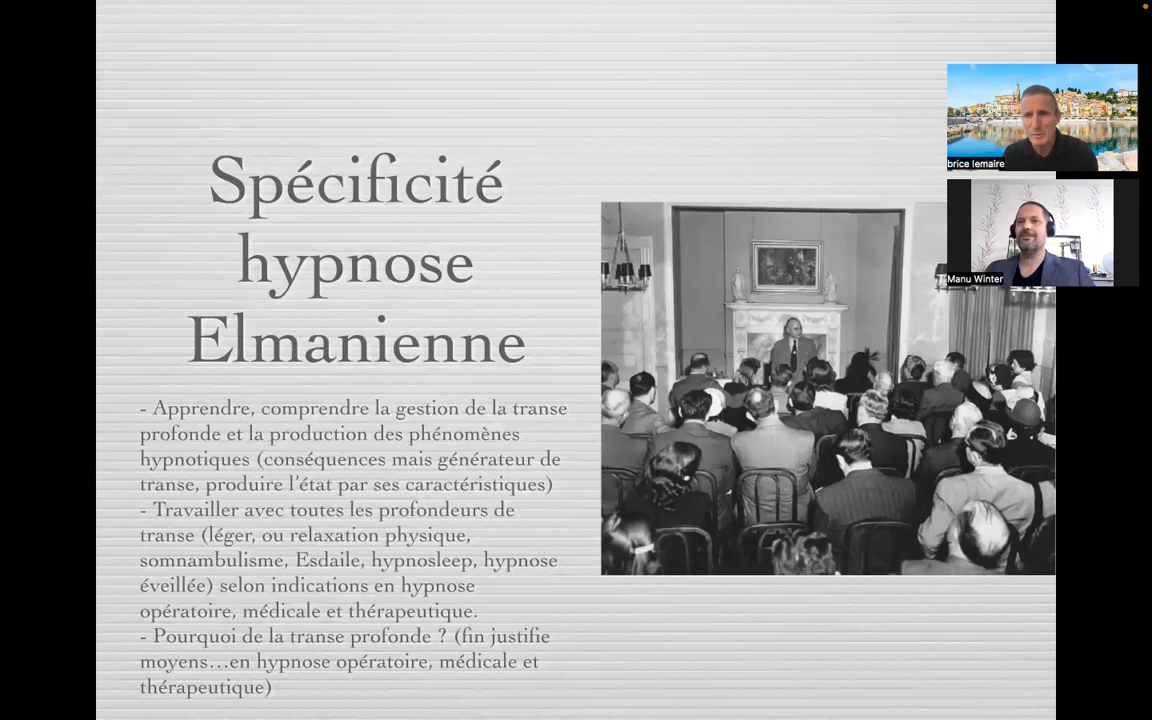 Spécificité
hypnose
Elmanienne
- Apprendre, comprendre la gestion de la transe
profonde et la production des phénomènes
hypnotiques (conséquences mais générateur de
transe, produire l'état par ses caractéristiques)
- Travailler avec toutes les profondeurs de
transe (léger, ou relaxation physique,
somnambulisme, Esdaile, hypnosleep, hypnose
éveillée) selon indications en hypnose
opératoire, médicale et thérapeutique.
- Pourquoi de la transe profonde ? (fin justifie
moyens…en hypnose opératoire, médicale et
thérapeutique)
brice lemaire
Manu Winter